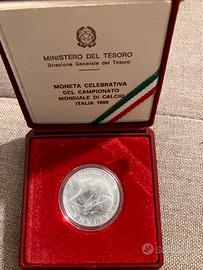 MINISTERO DEL TESORO
Direzione Generale del Tesoro
MONETA CELEBRATIVA
DEL CAMPIONATO
MONDIALE DI CALCIO
ITALIA 1990